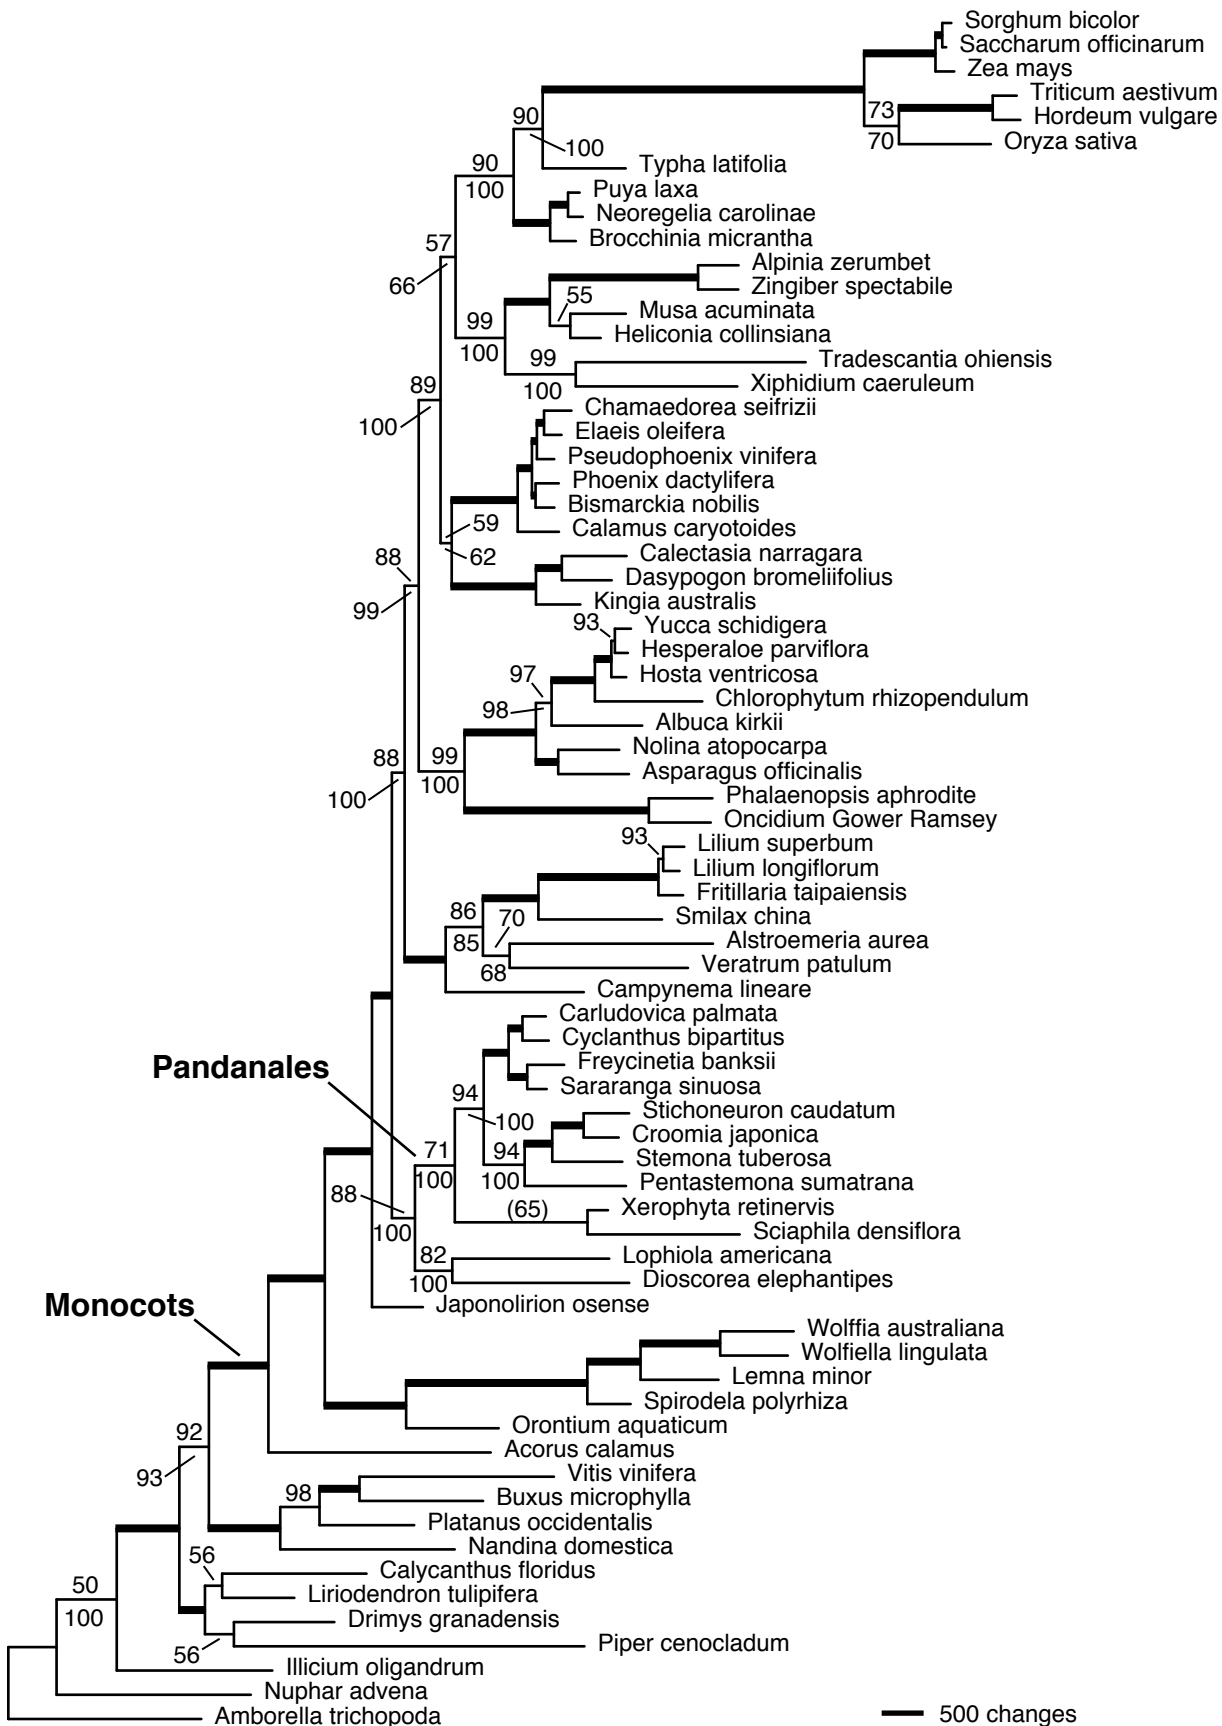 Sorghum bicolor
Saccharum officinarum
Zea mays
Triticum aestivum
73
Hordeum vulgare
90
70
Oryza sativa
100
90
Typha latifolia
100
Puya laxa
Neoregelia carolinae
57
Brocchinia micrantha
Alpinia zerumbet
66
Zingiber spectabile
55
Musa acuminata
99
Heliconia collinsiana
100
99
Tradescantia ohiensis
89
100
Xiphidium caeruleum
Chamaedorea seifrizii
100
Elaeis oleifera
Pseudophoenix vinifera
Phoenix dactylifera
Bismarckia nobilis
59
Calamus caryotoides
88
62
Calectasia narragara
Dasypogon bromeliifolius
99
Kingia australis
93
Yucca schidigera
Hesperaloe parviflora
97
Hosta ventricosa
98
Chlorophytum rhizopendulum
Albuca kirkii
88
99
Nolina atopocarpa
100
Asparagus officinalis
100
Phalaenopsis aphrodite
Oncidium Gower Ramsey
93
Lilium superbum
Lilium longiflorum
Fritillaria taipaiensis
86
70
Smilax china
85
Alstroemeria aurea
68
Veratrum patulum
Campynema lineare
Carludovica palmata
Cyclanthus bipartitus
Pandanales
Freycinetia banksii
94
Sararanga sinuosa
100
Stichoneuron caudatum
71
94
Croomia japonica
Stemona tuberosa
100
100
Pentastemona sumatrana
88
(65)
Xerophyta retinervis
100
Sciaphila densiflora
82
Lophiola americana
100
Dioscorea elephantipes
Monocots
Japonolirion osense
Wolffia australiana
Wolfiella lingulata
Lemna minor
Spirodela polyrhiza
92
Orontium aquaticum
Acorus calamus
93
Vitis vinifera
98
Buxus microphylla
Platanus occidentalis
Nandina domestica
56
Calycanthus floridus
50
Liriodendron tulipifera
100
Drimys granadensis
56
Piper cenocladum
Illicium oligandrum
Nuphar advena
Amborella trichopoda
500 changes